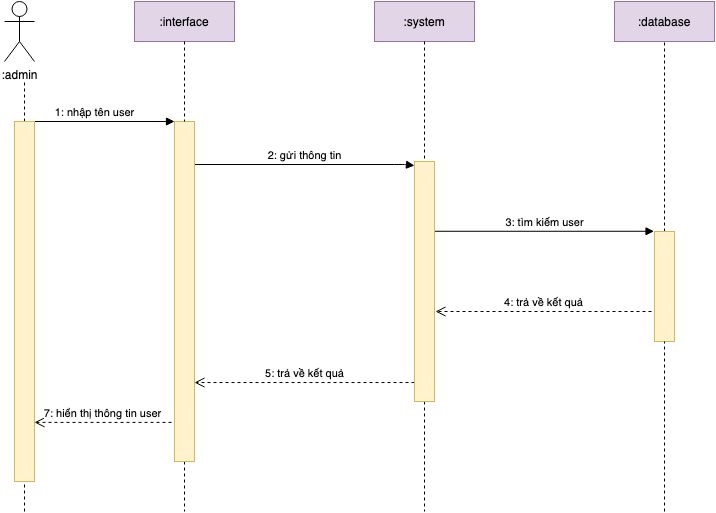 :interface
:system
:database
:admin
1: nhập tên user
2: gửi thông tin
3: tìm kiếm user
4: trả về kết quả
5: trả về kết quả
7: hiển thị thông tin user